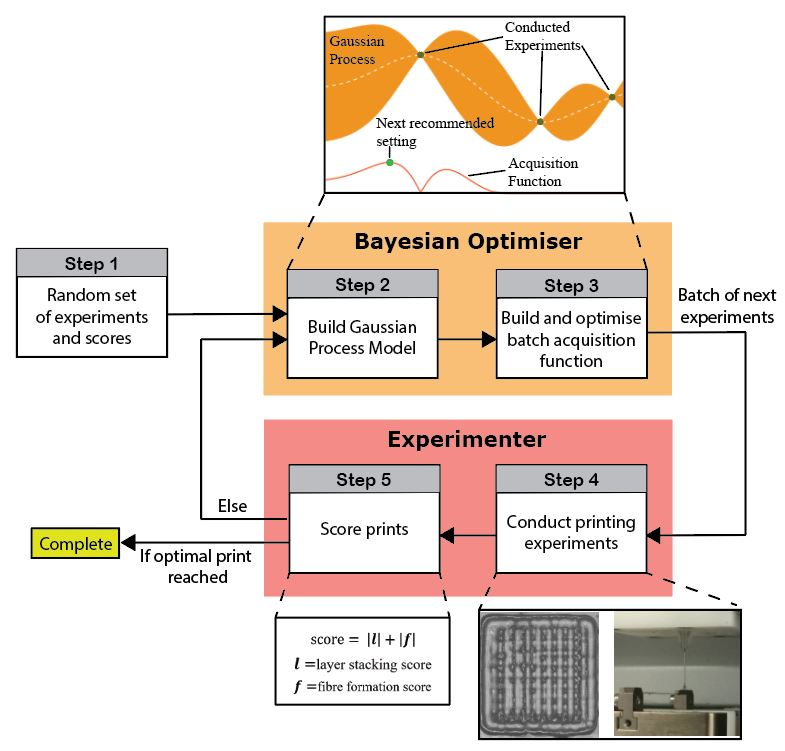 Gaussian
Process
Conducted
Experiments
Next recommended
setting
Acquisition
Function
Bayesian Optimiser
Step 1
Random set
of experiments
and scores
Step 2
Build Gaussian
Process Model
Step 3
Build and optimise
batch acquisition
function
Batch of next
experiments
Experimenter
Step 5
Score prints
Step 4
Conduct printing
experiments
Else
Complete
If optimal print
reached
score = |l| + |f|
l =layer stacking score
f =fibre formation score